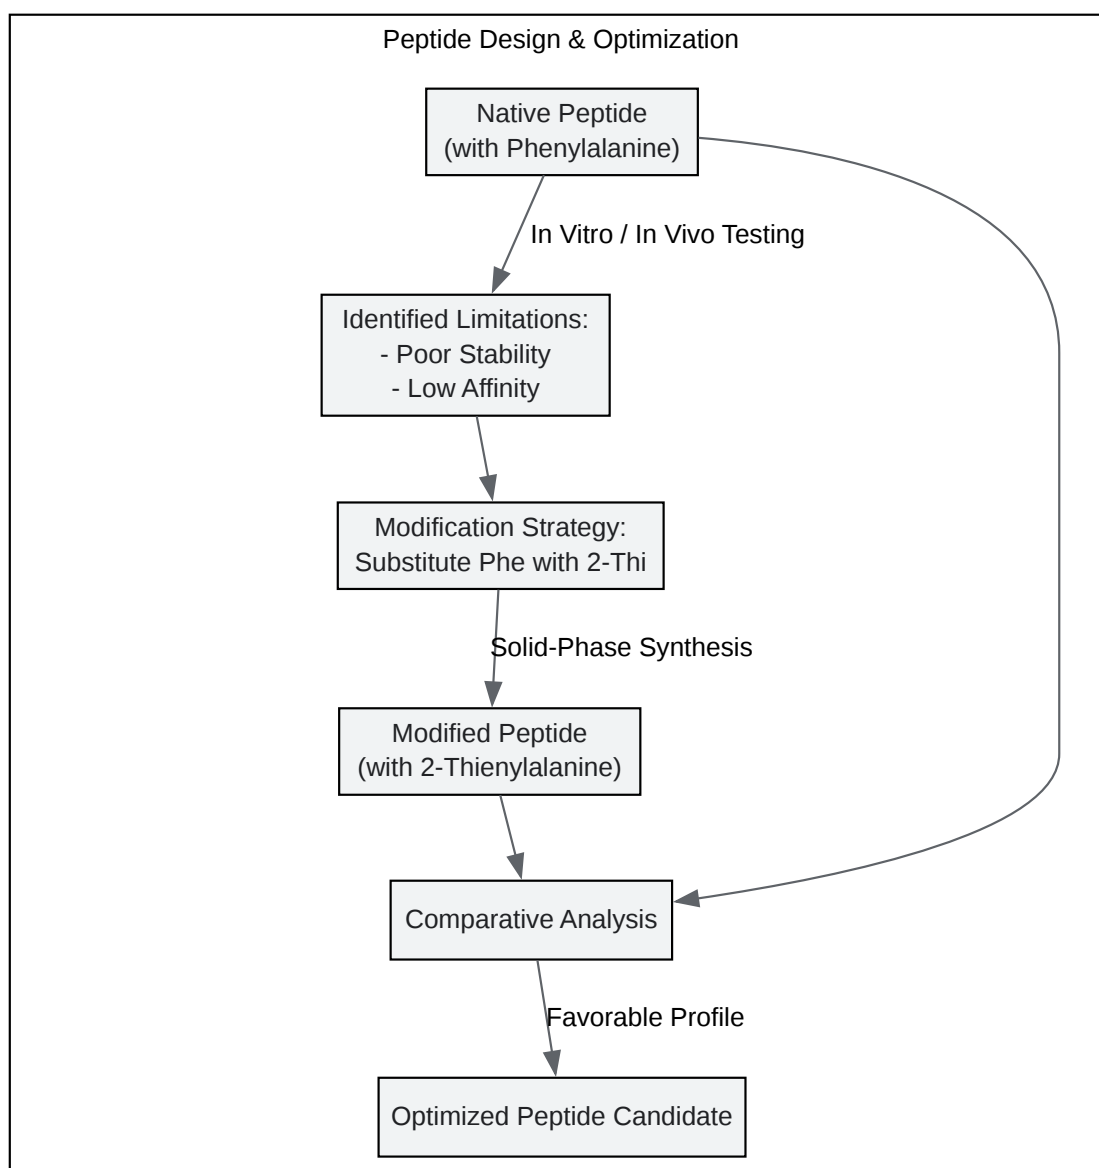 Peptide Design & Optimization
Native Peptide
(with Phenylalanine)
In Vitro / In Vivo Testing
Identified Limitations:
- Poor Stability
- Low Affinity
Modification Strategy:
Substitute Phe with 2-Thi
Solid-Phase Synthesis
Modified Peptide
(with 2-Thienylalanine)
Comparative Analysis
Favorable Profile
Optimized Peptide Candidate